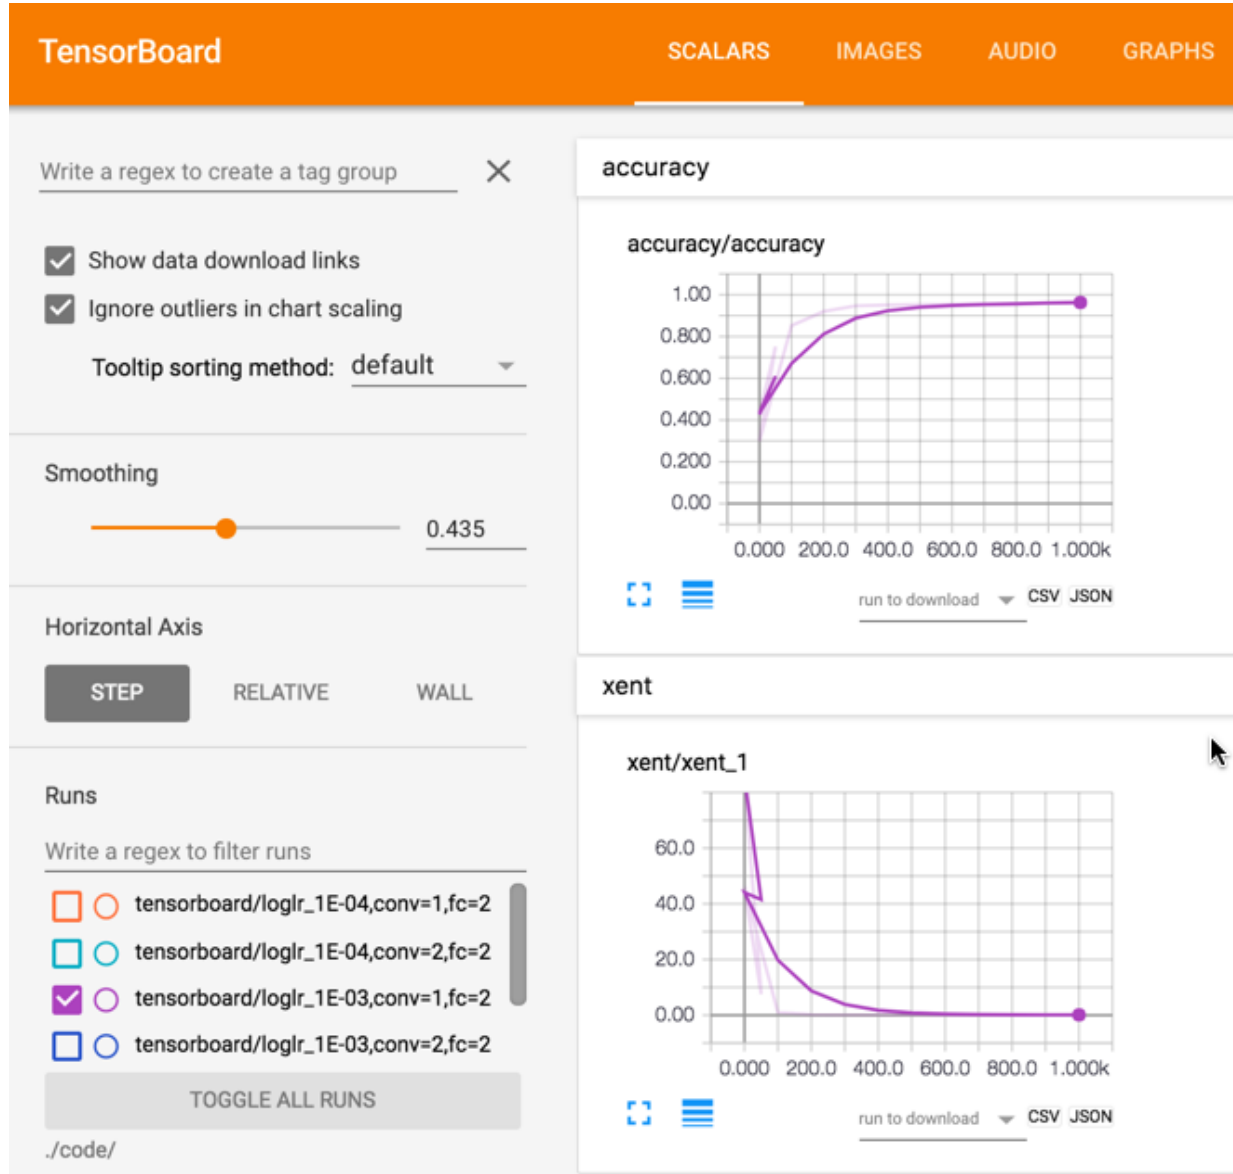 TensorBoard SCALARS IMAGES AUDIO GRAPHS
Write a regex to create a tag group
Show data download links
Ignore outliers in chart scaling
Tooltip sorting method: default
Smoothing
0.435
Horizontal Axis
STEP RELATIVE WALL
Runs
Write a regex to filter runs
tensorboard/loglr_1E-04,conv=1,fc=2
tensorboard/loglr_1E-04,conv=2,fc=2
tensorboard/loglr_1E-03,conv=1,fc=2
tensorboard/loglr_1E-03,conv=2,fc=2
TOGGLE ALL RUNS
./code/
accuracy
accuracy/accuracy
1.00
0.800
0.600
0.400
0.200
0.00
0.000 200.0 400.0 600.0 800.0 1.000k
run to download CSV JSON
xent
xent/xent_1
60.0
40.0
20.0
0.00
0.000 200.0 400.0 600.0 800.0 1.000k
run to download CSV JSON